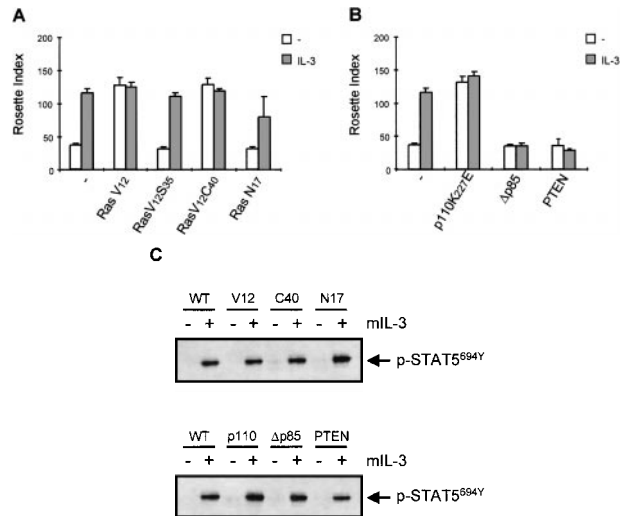 A
Rosette Index
200
150
100
50
0
-
IL-3
-
Ras V12
RasV12S35
RasV12C40
Ras N17
B
Rosette Index
200
150
100
50
0
-
IL-3
-
p110K227E
Δp85
PTEN
C
WT V12 C40 N17
- + - + - + - + mIL-3
p-STAT5694Y
WT p110 Δp85 PTEN
- + - + - + - + mIL-3
p-STAT5694Y